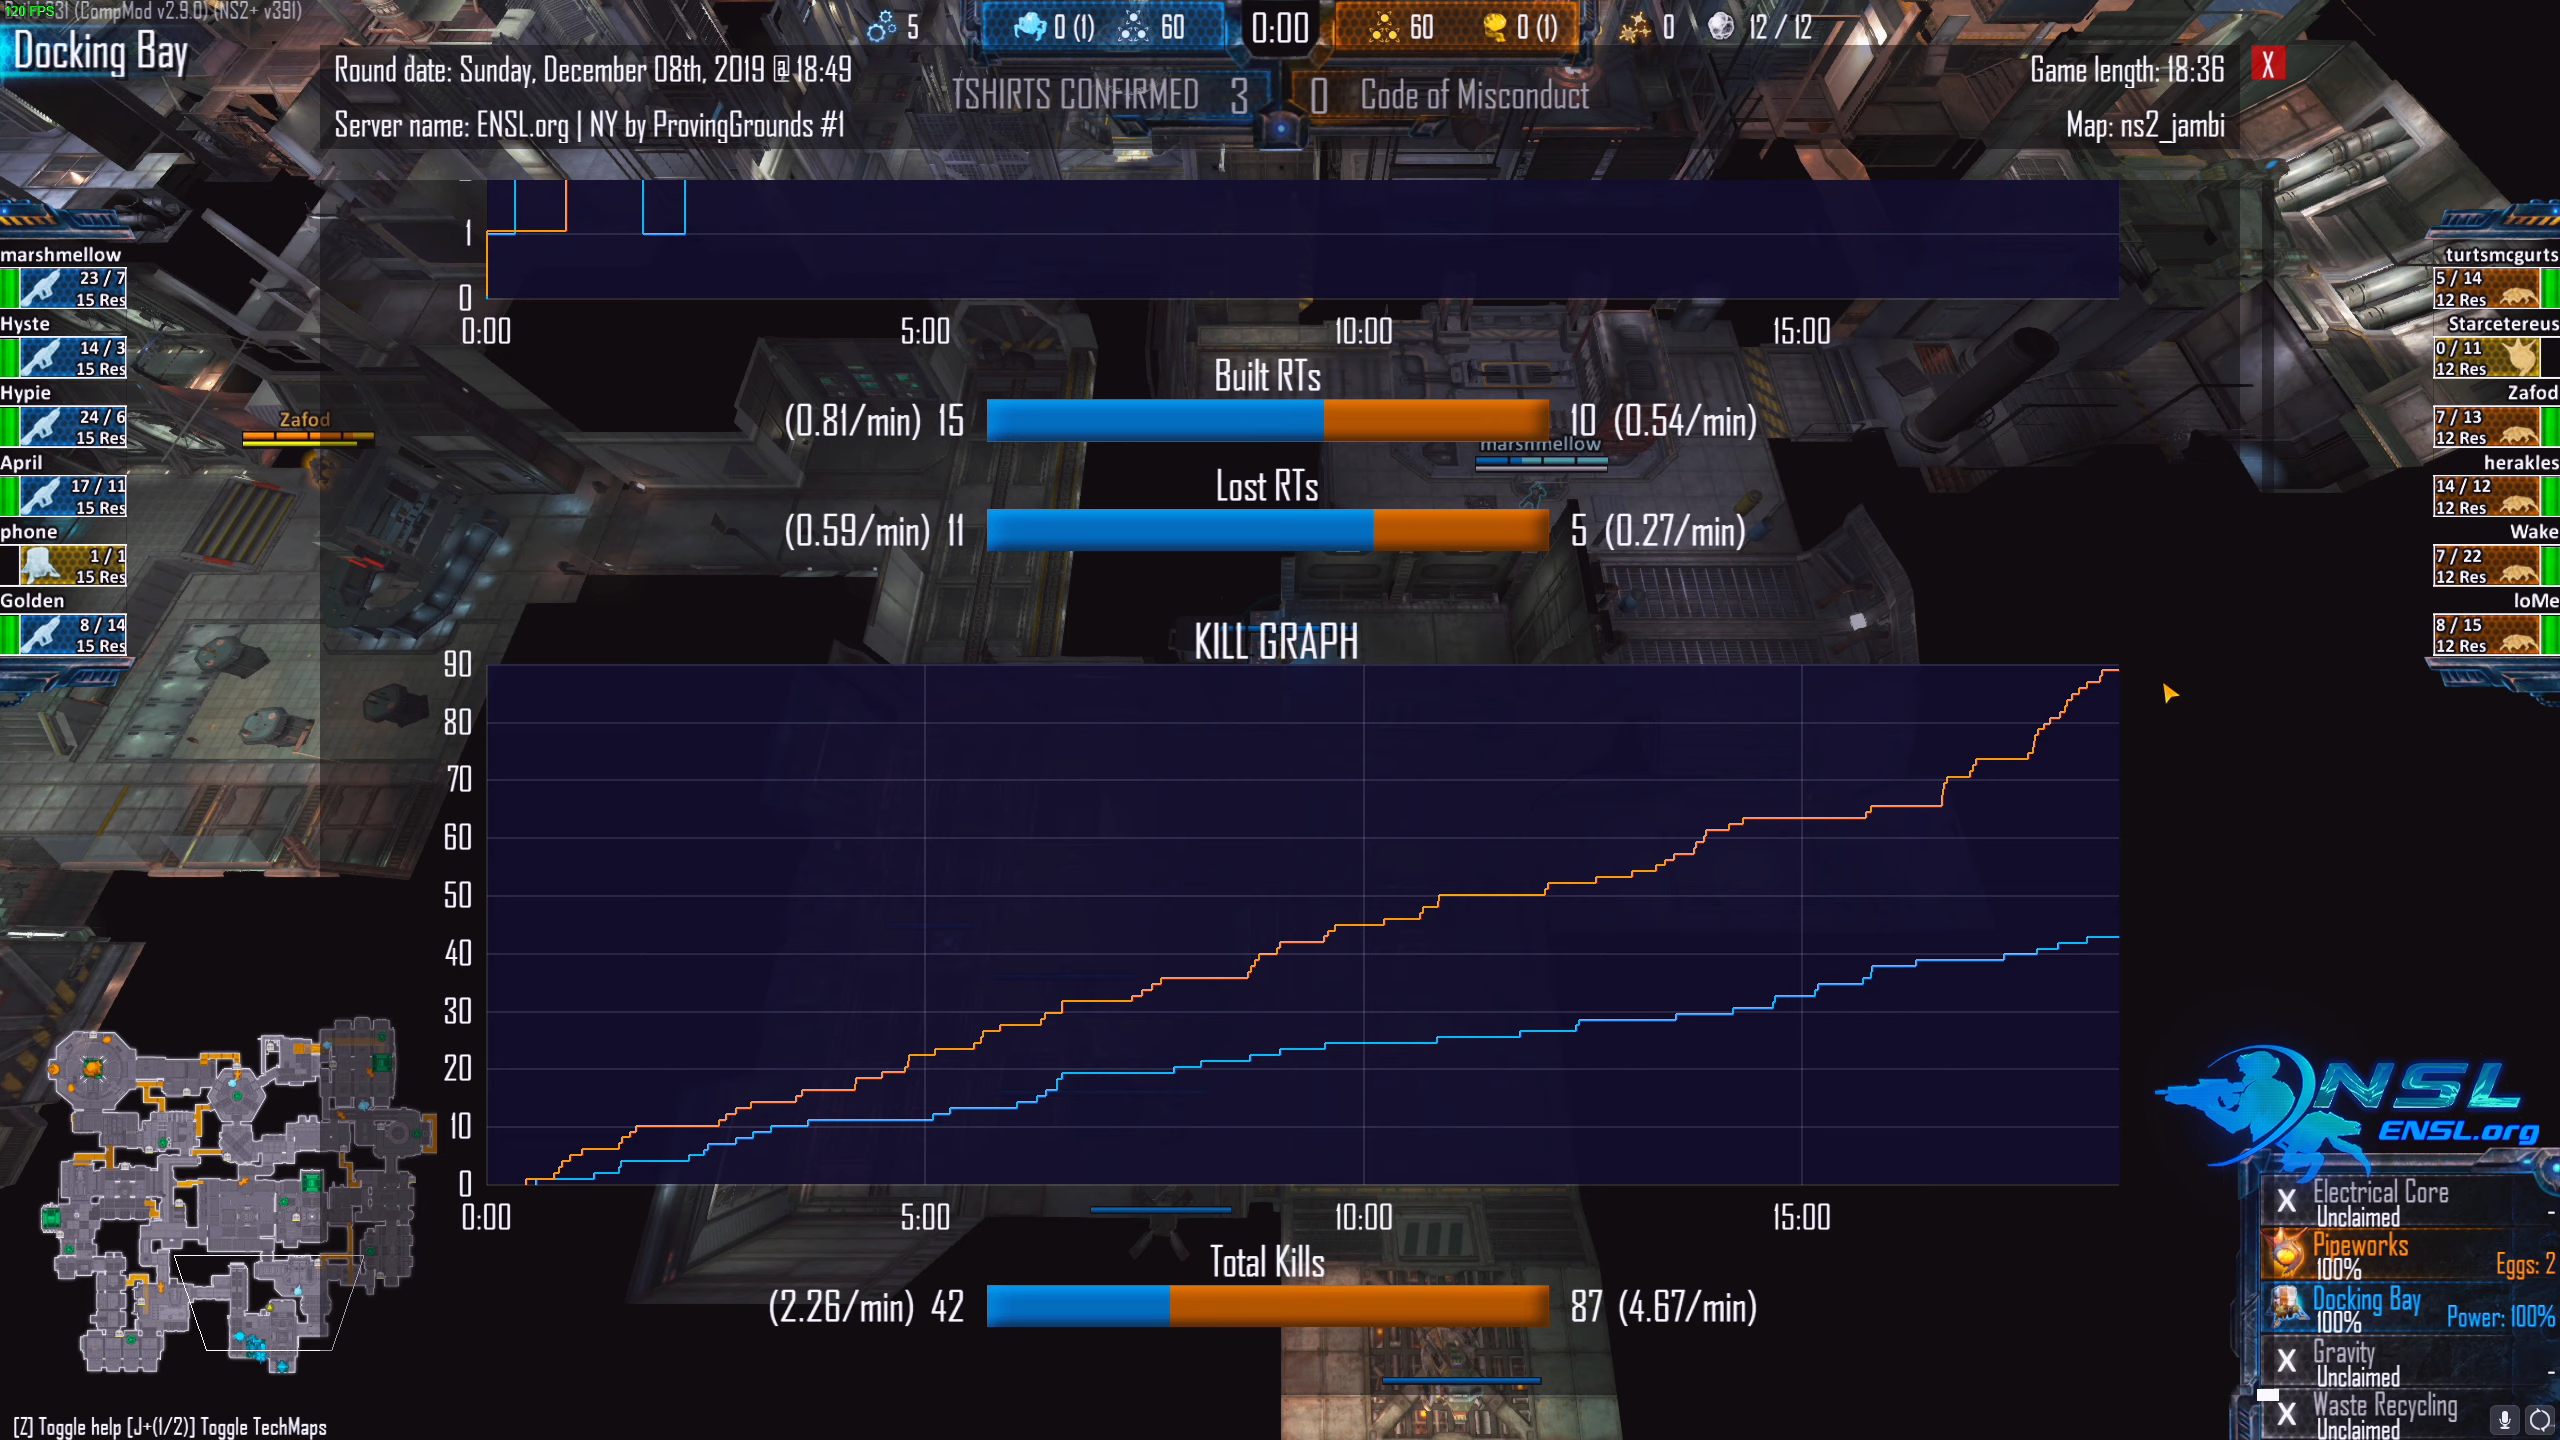 120 FPS
(CompMod v2.9.0) (NS2+ v391)
Docking Bay
5
0 (1)
60
0:00
60
0 (1)
0
12 / 12
Round date: Sunday, December 08th, 2019 @ 18:49
Server name: ENSL.org | NY by ProvingGrounds #1
TSHIRTS CONFIRMED 3
0 Code of Misconduct
Game length: 18:36
Map: ns2_jambi
X
marshmellow
23 / 7
15 Res
Hyste
14 / 3
15 Res
Hypie
24 / 6
15 Res
April
17 / 11
15 Res
phone
1 / 1
15 Res
Golden
8 / 14
15 Res
Zafod
turtsmcgurts
5 / 14
12 Res
Starcetereus
0 / 11
12 Res
Zafod
7 / 13
12 Res
herakles
14 / 12
12 Res
Wake
7 / 22
12 Res
loMe
8 / 15
12 Res
1
0
0:00 5:00 10:00 15:00
Built RTs
(0.81/min) 15
10 (0.54/min)
marshmellow
Lost RTs
(0.59/min) 11
5 (0.27/min)
KILL GRAPH
90
80
70
60
50
40
30
20
10
0
0:00 5:00 10:00 15:00
Total Kills
(2.26/min) 42
87 (4.67/min)
NSL
ENSL.org
X Electrical Core
Unclaimed -
Pipeworks
100% Eggs: 2
Docking Bay
100% Power: 100%
X Gravity
Unclaimed -
X Waste Recycling
Unclaimed
[Z] Toggle help [J+(1/2)] Toggle TechMaps